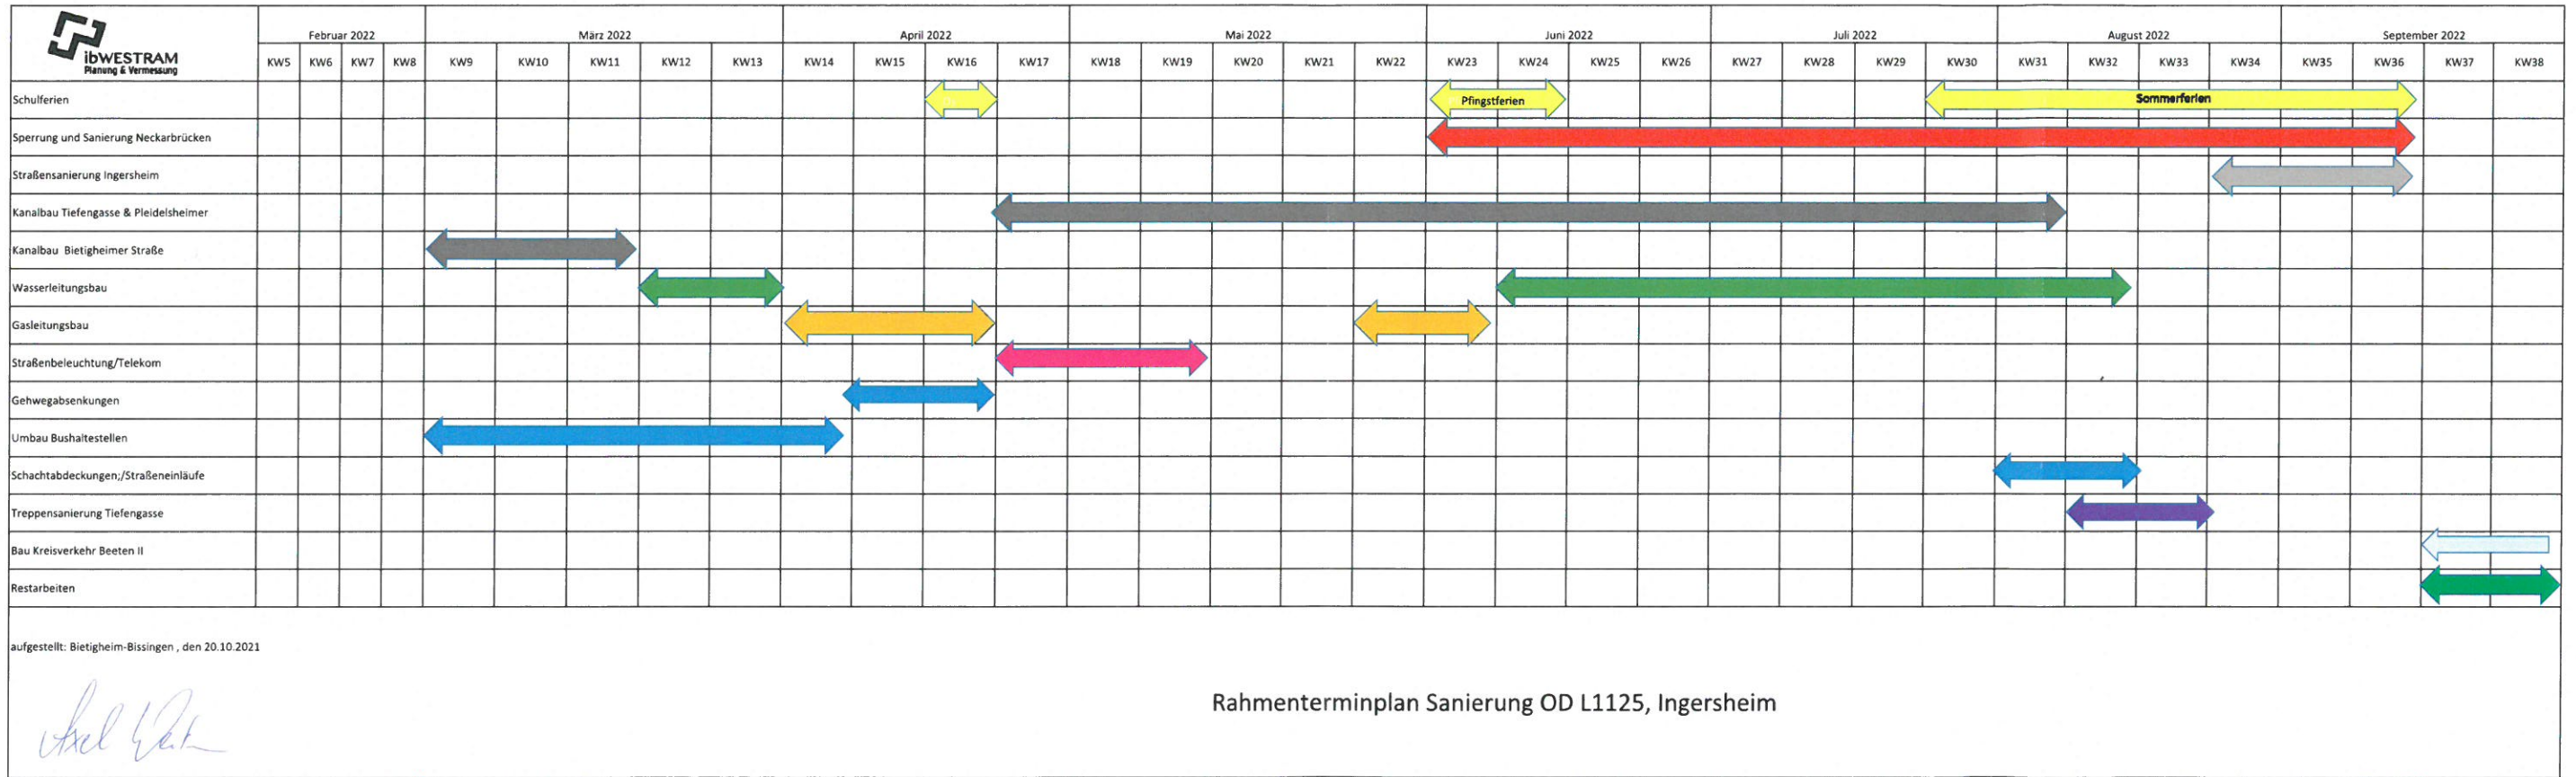 ibWESTRAM
Planung & Vermessung
Februar 2022 März 2022 April 2022 Mai 2022 Juni 2022 Juli 2022 August 2022 September 2022
KW5 KW6 KW7 KW8 KW9 KW10 KW11 KW12 KW13 KW14 KW15 KW16 KW17 KW18 KW19 KW20 KW21 KW22 KW23 KW24 KW25 KW26 KW27 KW28 KW29 KW30 KW31 KW32 KW33 KW34 KW35 KW36 KW37 KW38
Schulferien Pfingstferien Sommerferien
Sperrung und Sanierung Neckarbrücken
Straßensanierung Ingersheim
Kanalbau Tiefengasse & Pleidelsheimer
Kanalbau Bietigheimer Straße
Wasserleitungsbau
Gasleitungsbau
Straßenbeleuchtung/Telekom
Gehwegabsenkungen
Umbau Bushaltestellen
Schachtabdeckungen;/Straßeneinläufe
Treppensanierung Tiefengasse
Bau Kreisverkehr Beeten II
Restarbeiten
aufgestellt: Bietigheim-Bissingen , den 20.10.2021
Rahmenterminplan Sanierung OD L1125, Ingersheim